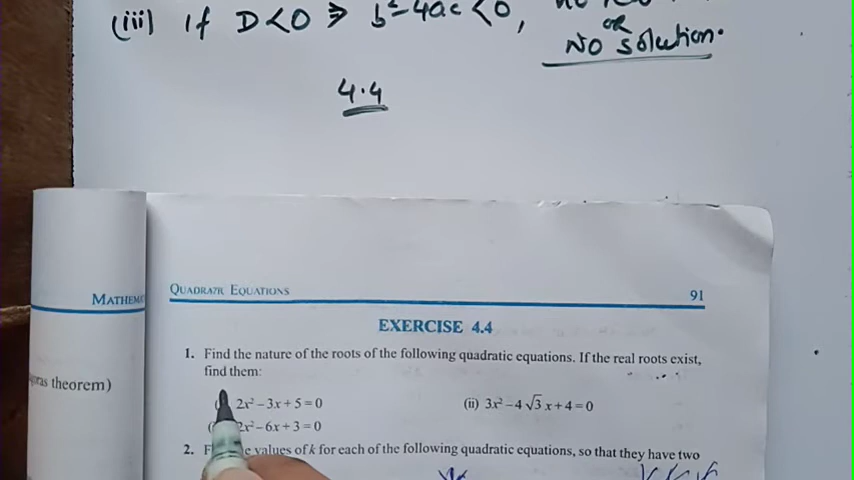 (iii) If D<0 ⇒ b²-4ac <0, no
or
No solution.
4.4
MATHEM
QUADRATIC EQUATIONS 91
EXERCISE 4.4
1. Find the nature of the roots of the following quadratic equations. If the real roots exist,
find them:
2x² – 3x + 5 = 0 (ii) 3x² – 4√3 x + 4 = 0
2x² – 6x + 3 = 0
theorem)
2. values of k for each of the following quadratic equations, so that they have two